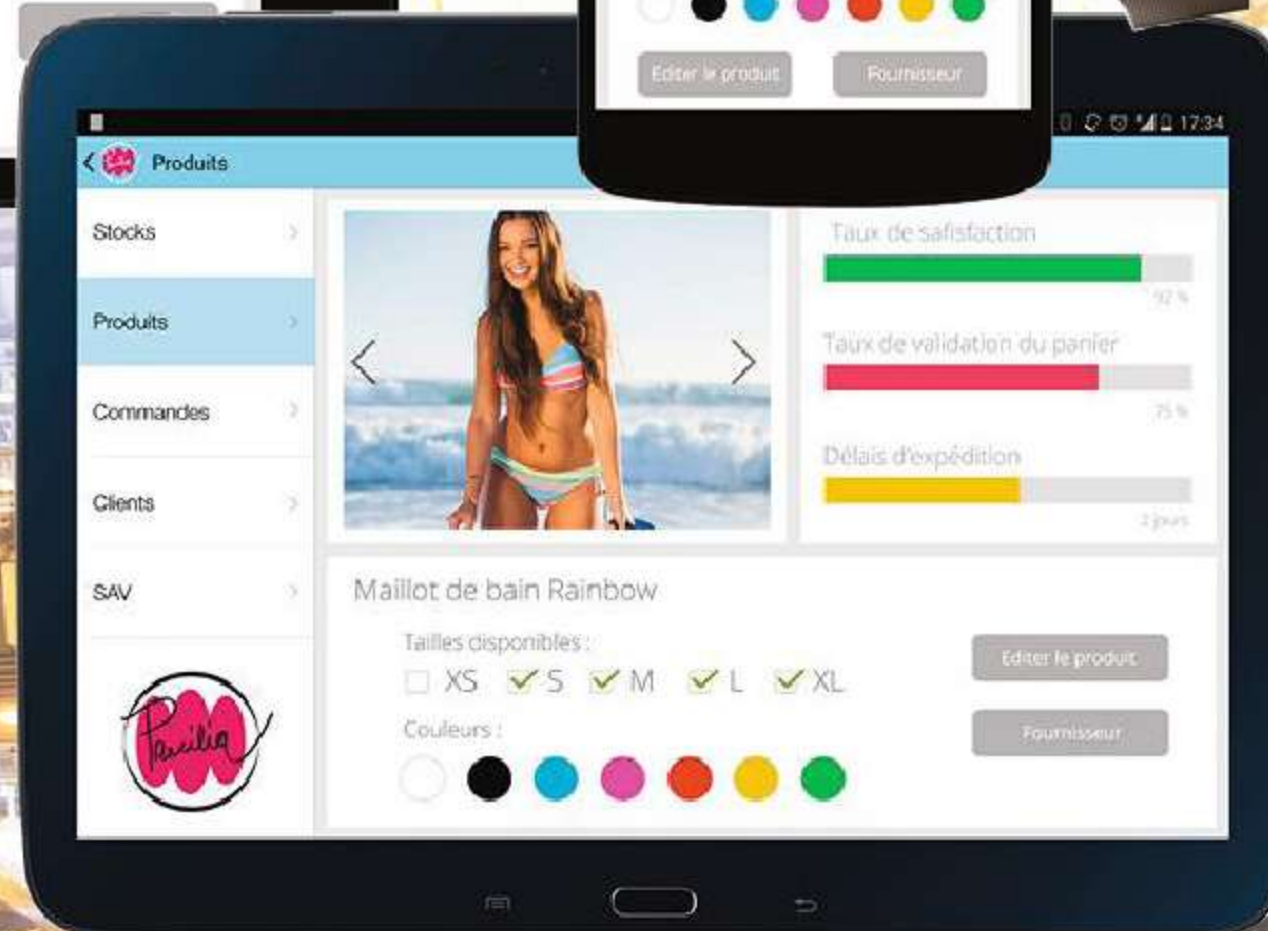 Editer le produit
Fournisseur
17:34
Produits
Stocks
Produits
Commandes
Clients
SAV
Taux de satisfaction
92 %
Taux de validation du panier
75 %
Délais d'expédition
2 jours
Maillot de bain Rainbow
Tailles disponibles :
XS S M L XL
Couleurs :
Editer le produit
Fournisseur